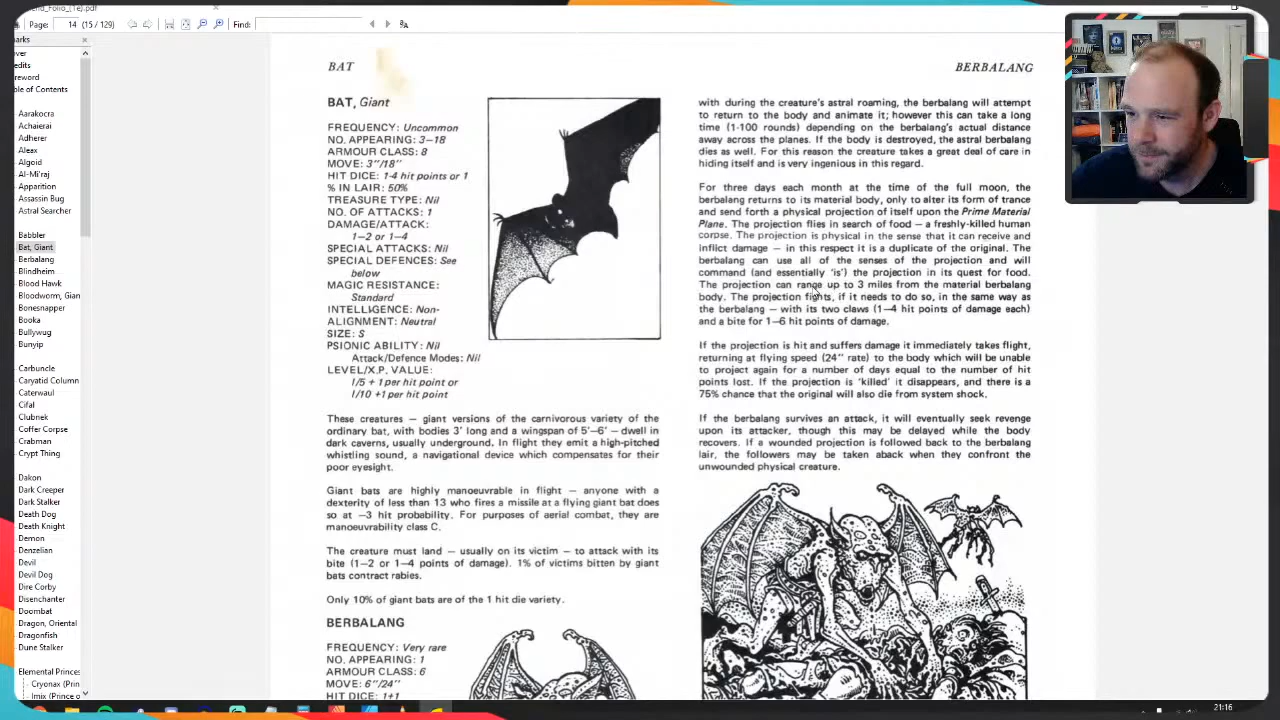 end_Folio_(1e).pdf
Page: 14 (15 / 129) Find:
arks
ver
edits
reword
ble of Contents
Aarakocra
Achaierai
Adherer
Aleax
Algoid
Al-Mi'raj
Apparition
Assassin Bug
Astral Searcher
Babbler
Bat, Giant
Berbalang
Blindheim
Blood Hawk
Bloodworm, Gian
Bonesnapper
Booka
Bullywug
Bunyip
Carbuncle
Caryatid Column
Caterwaul
Cifal
Clubnek
Coffer Corpse
Crabman
Crypt Thing
Dakon
Dark Creeper
Dark Stalker
Death Dog
Death Knight
Demon
Denzelian
Devil
Devil Dog
Dire Corby
Disenchanter
Doombat
Dragon, Oriental
Dragonfish
Dune Stalker
Elemental Princes
Cryonax (Prin
Imix (Prince o
BAT
BERBALANG
BAT, Giant
FREQUENCY: Uncommon
NO. APPEARING: 3–18
ARMOUR CLASS: 8
MOVE: 3"/18"
HIT DICE: 1-4 hit points or 1
% IN LAIR: 50%
TREASURE TYPE: Nil
NO. OF ATTACKS: 1
DAMAGE/ATTACK:
1–2 or 1–4
SPECIAL ATTACKS: Nil
SPECIAL DEFENCES: See
below
MAGIC RESISTANCE:
Standard
INTELLIGENCE: Non-
ALIGNMENT: Neutral
SIZE: S
PSIONIC ABILITY: Nil
Attack/Defence Modes: Nil
LEVEL/X.P. VALUE:
I/5 + 1 per hit point or
I/10 +1 per hit point
These creatures — giant versions of the carnivorous variety of the
ordinary bat, with bodies 3' long and a wingspan of 5'–6' — dwell in
dark caverns, usually underground. In flight they emit a high-pitched
whistling sound, a navigational device which compensates for their
poor eyesight.
Giant bats are highly manoeuvrable in flight — anyone with a
dexterity of less than 13 who fires a missile at a flying giant bat does
so at –3 hit probability. For purposes of aerial combat, they are
manoeuvrability class C.
The creature must land — usually on its victim — to attack with its
bite (1–2 or 1–4 points of damage). 1% of victims bitten by giant
bats contract rabies.
Only 10% of giant bats are of the 1 hit die variety.
BERBALANG
FREQUENCY: Very rare
NO. APPEARING: 1
ARMOUR CLASS: 6
MOVE: 6"/24"
HIT DICE: 1+1
with during the creature's astral roaming, the berbalang will attempt
to return to the body and animate it; however this can take a long
time (1-100 rounds) depending on the berbalang's actual distance
away across the planes. If the body is destroyed, the astral berbalang
dies as well. For this reason the creature takes a great deal of care in
hiding itself and is very ingenious in this regard.
For three days each month at the time of the full moon, the
berbalang returns to its material body, only to alter its form of trance
and send forth a physical projection of itself upon the Prime Material
Plane. The projection flies in search of food — a freshly-killed human
corpse. The projection is physical in the sense that it can receive and
inflict damage — in this respect it is a duplicate of the original. The
berbalang can use all of the senses of the projection and will
command (and essentially 'is') the projection in its quest for food.
The projection can range up to 3 miles from the material berbalang
body. The projection fights, if it needs to do so, in the same way as
the berbalang — with its two claws (1–4 hit points of damage each)
and a bite for 1–6 hit points of damage.
If the projection is hit and suffers damage it immediately takes flight,
returning at flying speed (24" rate) to the body which will be unable
to project again for a number of days equal to the number of hit
points lost. If the projection is 'killed' it disappears, and there is a
75% chance that the original will also die from system shock.
If the berbalang survives an attack, it will eventually seek revenge
upon its attacker, though this may be delayed while the body
recovers. If a wounded projection is followed back to the berbalang
lair, the followers may be taken aback when they confront the
unwounded physical creature.
21:16